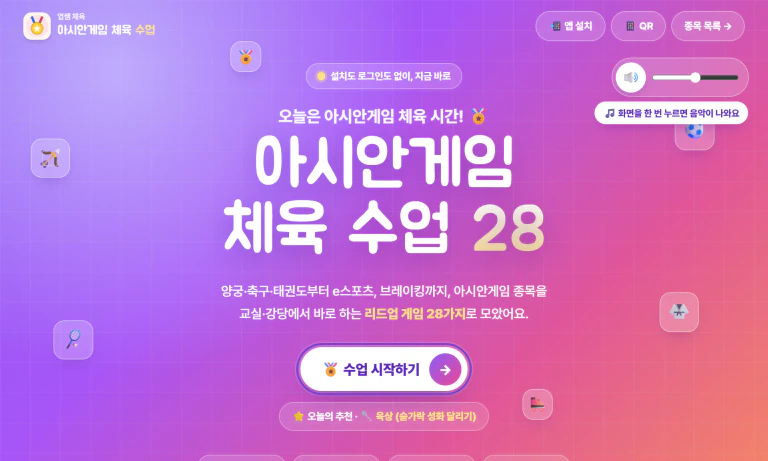 엽쌤 체육
아시안게임 체육 수업
앱 설치
QR
종목 목록 →
설치도 로그인도 없이, 지금 바로
🎵 화면을 한 번 누르면 음악이 나와요
오늘은 아시안게임 체육 시간!
아시안게임
체육 수업 28
양궁·축구·태권도부터 e스포츠, 브레이킹까지, 아시안게임 종목을
교실·강당에서 바로 하는 리드업 게임 28가지로 모았어요.
수업 시작하기 →
오늘의 추천 · 육상 (숟가락 성화 달리기)